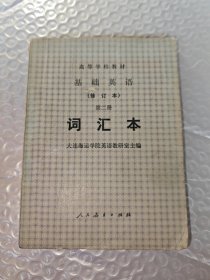 高等学校教材
基础英语
(修订本)
第二册
词汇本
大连海运学院英语教研室主编
人民教育出版社